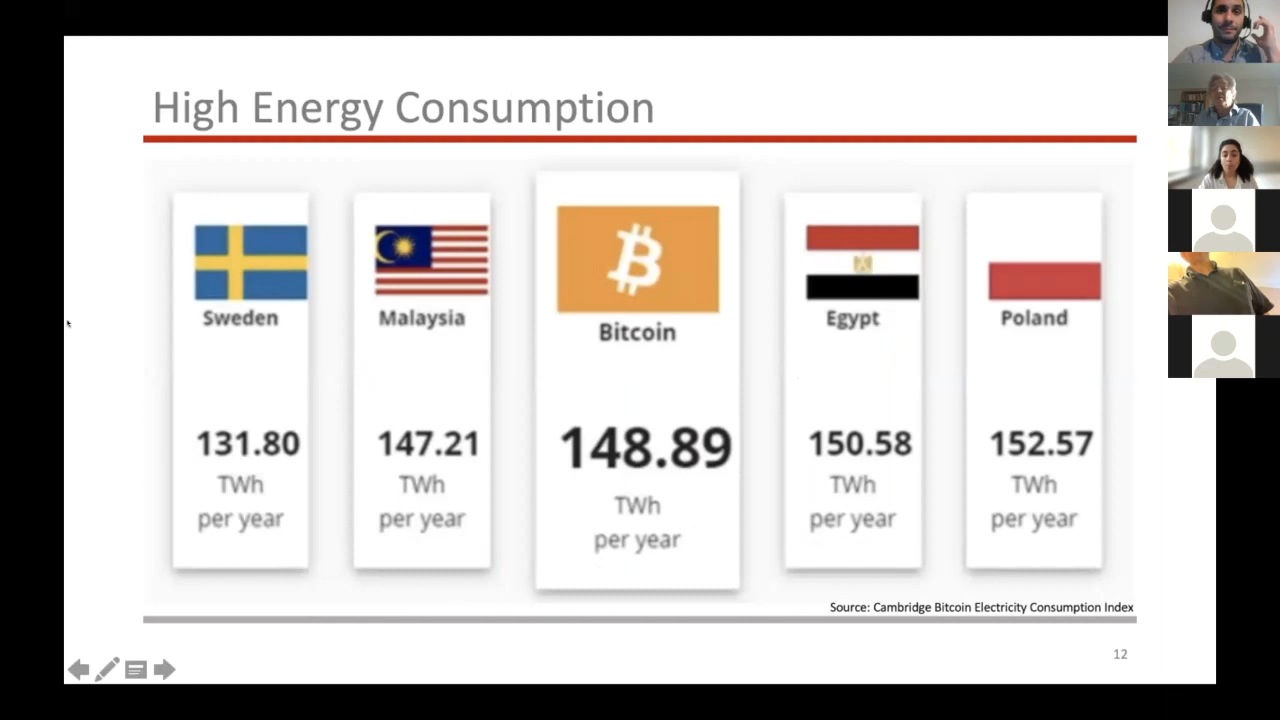 High Energy Consumption
Sweden
131.80
TWh
per year
Malaysia
147.21
TWh
per year
Bitcoin
148.89
TWh
per year
Egypt
150.58
TWh
per year
Poland
152.57
TWh
per year
Source: Cambridge Bitcoin Electricity Consumption Index
12